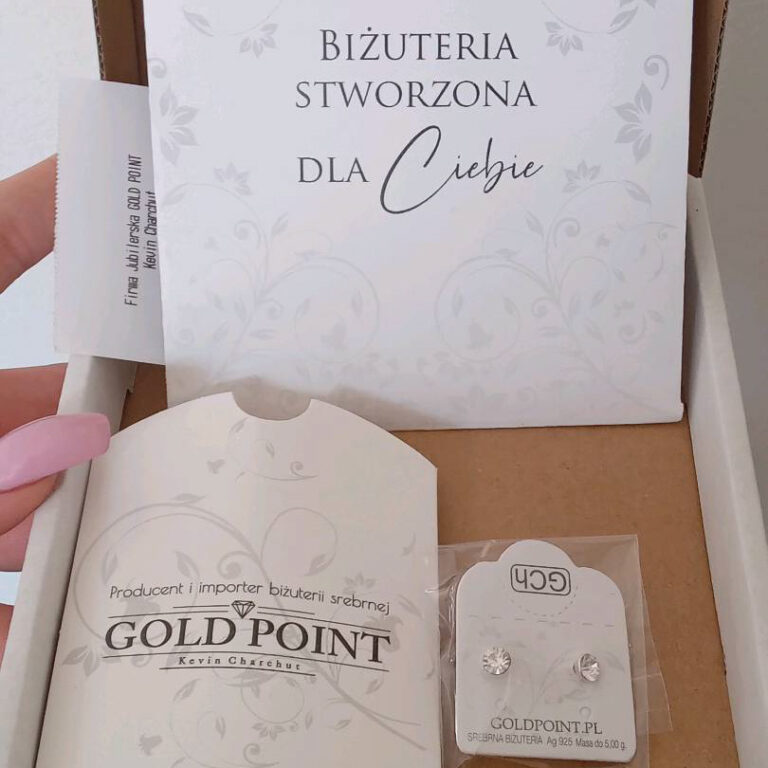 BIŻUTERIA
STWORZONA
DLA Ciebie
Firma Jubilerska GOLD POINT
Kevin Charchut
Producent i importer biżuterii srebrnej
GOLD POINT
Kevin Charchut
GCH
GOLDPOINT.PL
SREBRNA BIŻUTERIA Ag 925 Masa do 5,00 g.